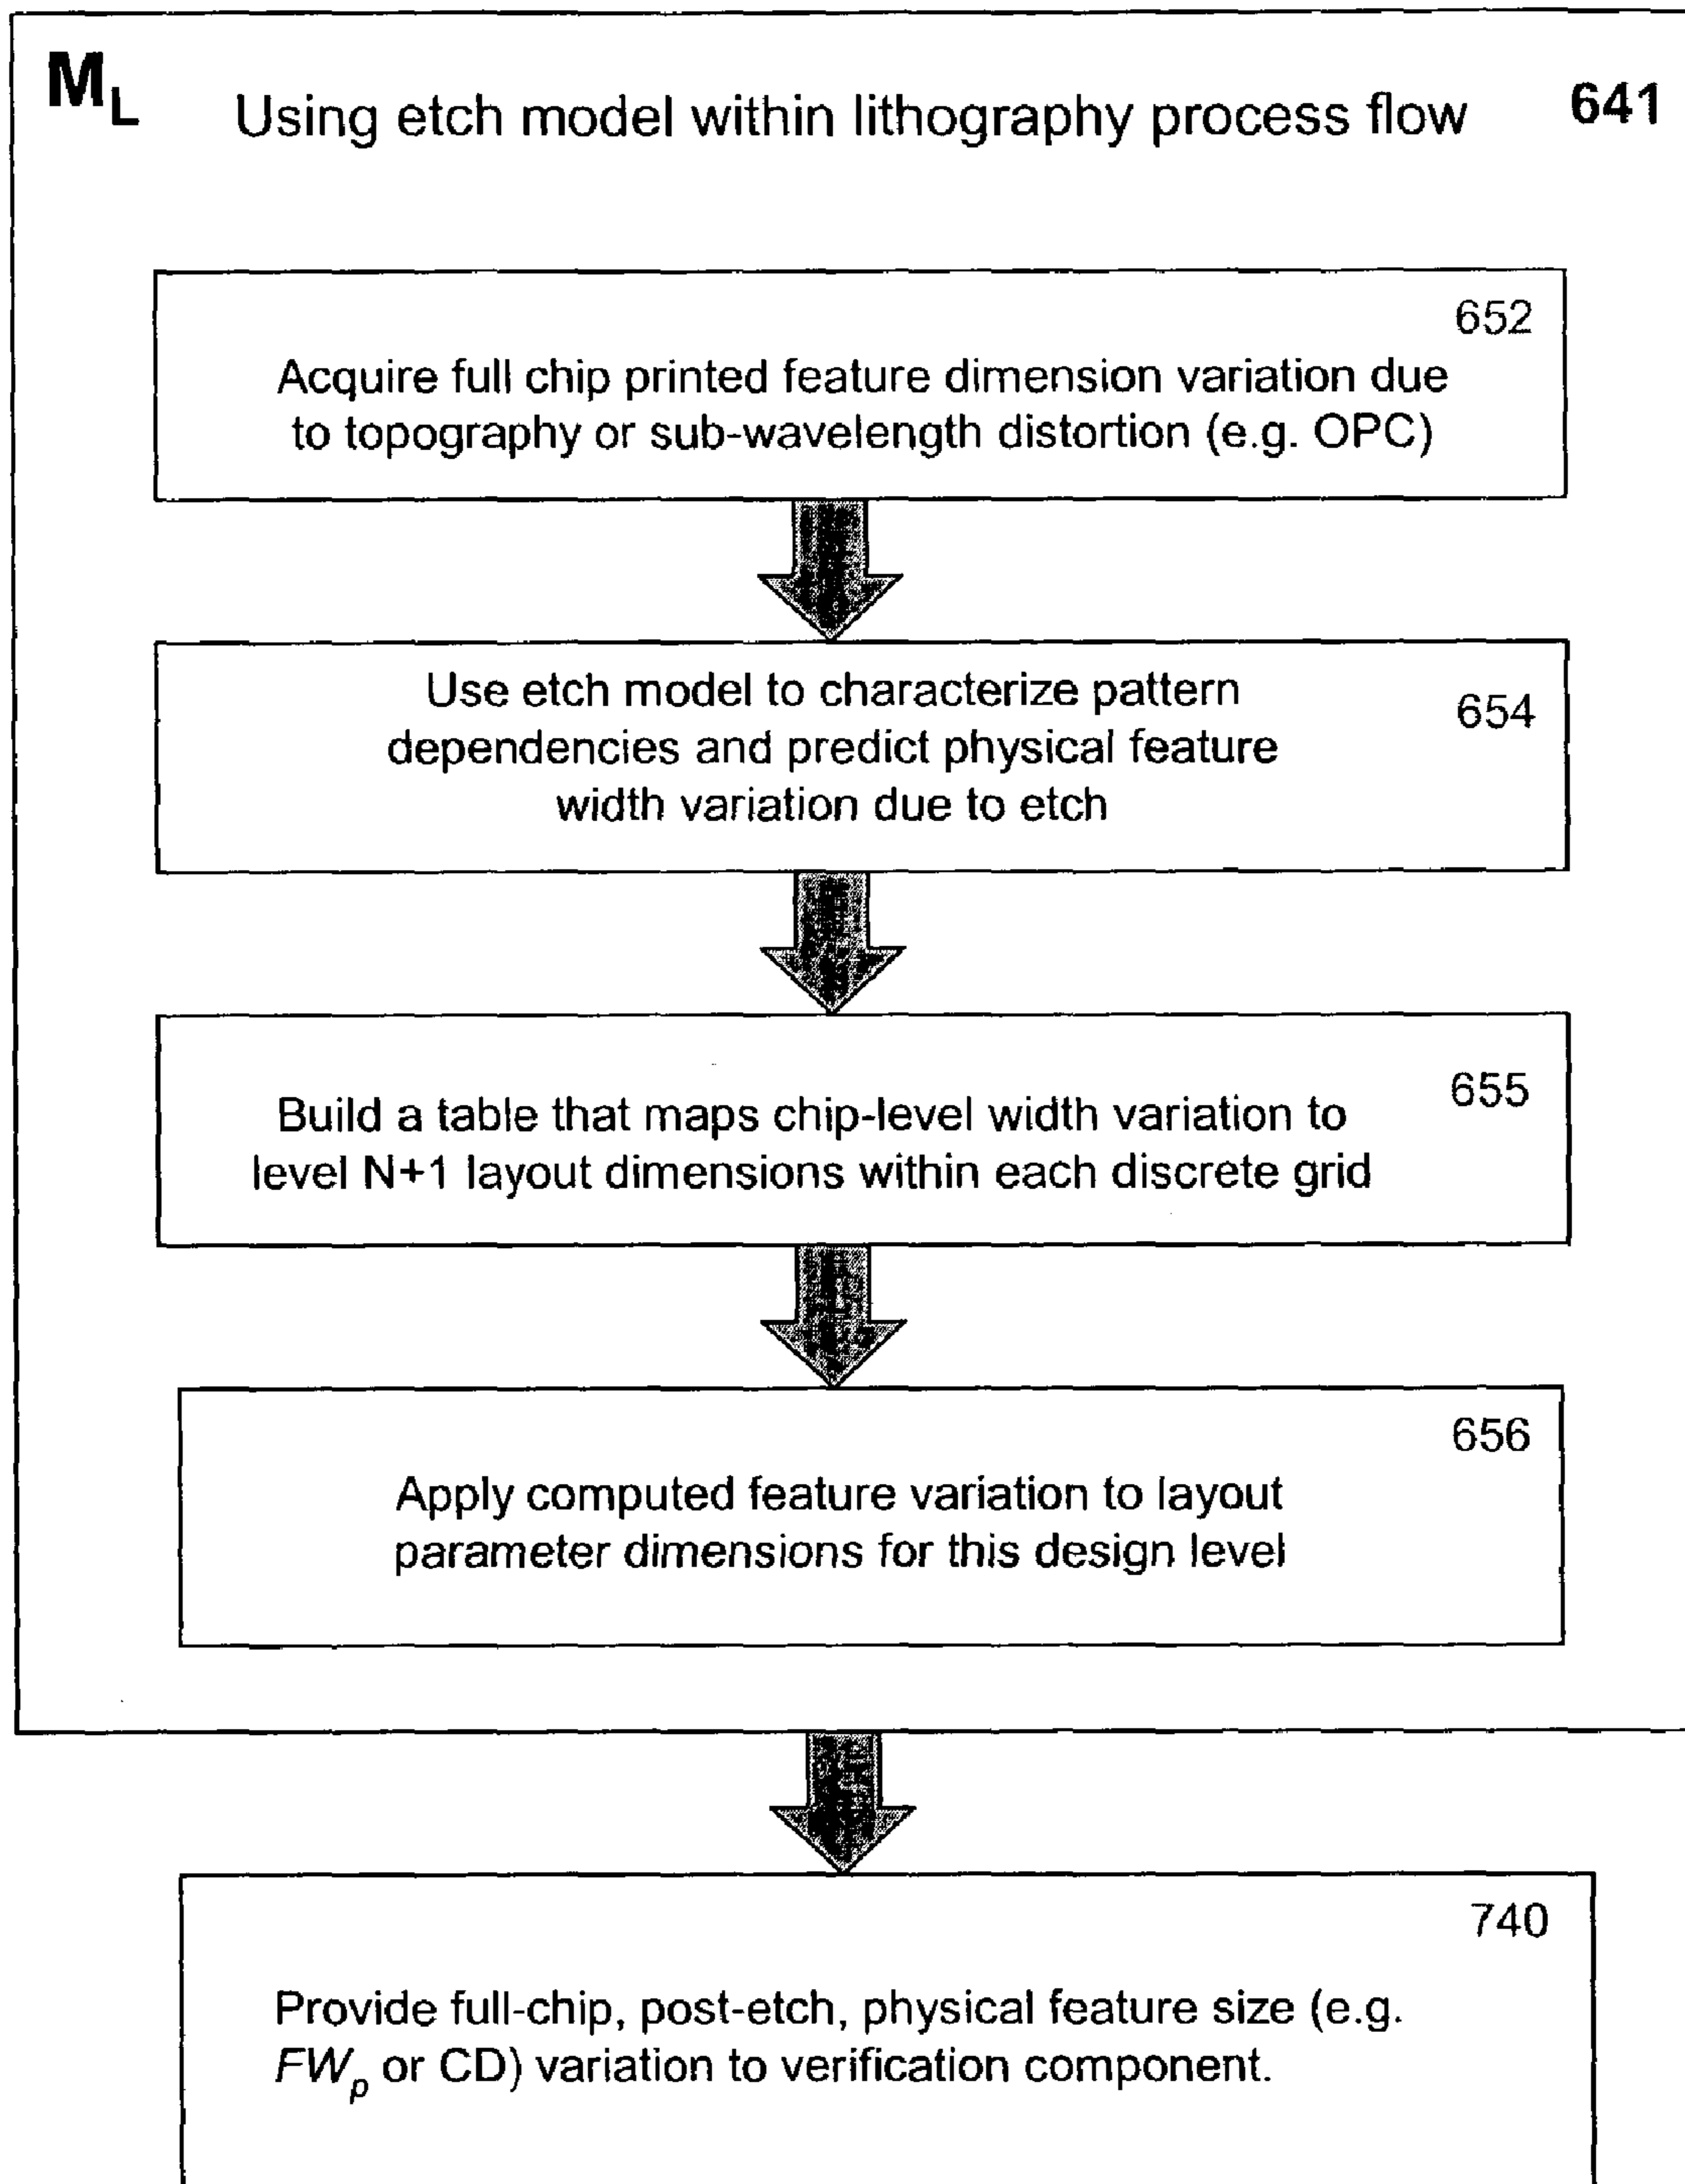 M_L Using etch model within lithography process flow 641
652
Acquire full chip printed feature dimension variation due
to topography or sub-wavelength distortion (e.g. OPC)
Use etch model to characterize pattern
654
dependencies and predict physical feature
width variation due to etch
655
Build a table that maps chip-level width variation to
level N+1 layout dimensions within each discrete grid
656
Apply computed feature variation to layout
parameter dimensions for this design level
740
Provide full-chip, post-etch, physical feature size (e.g.
FW_p or CD) variation to verification component.